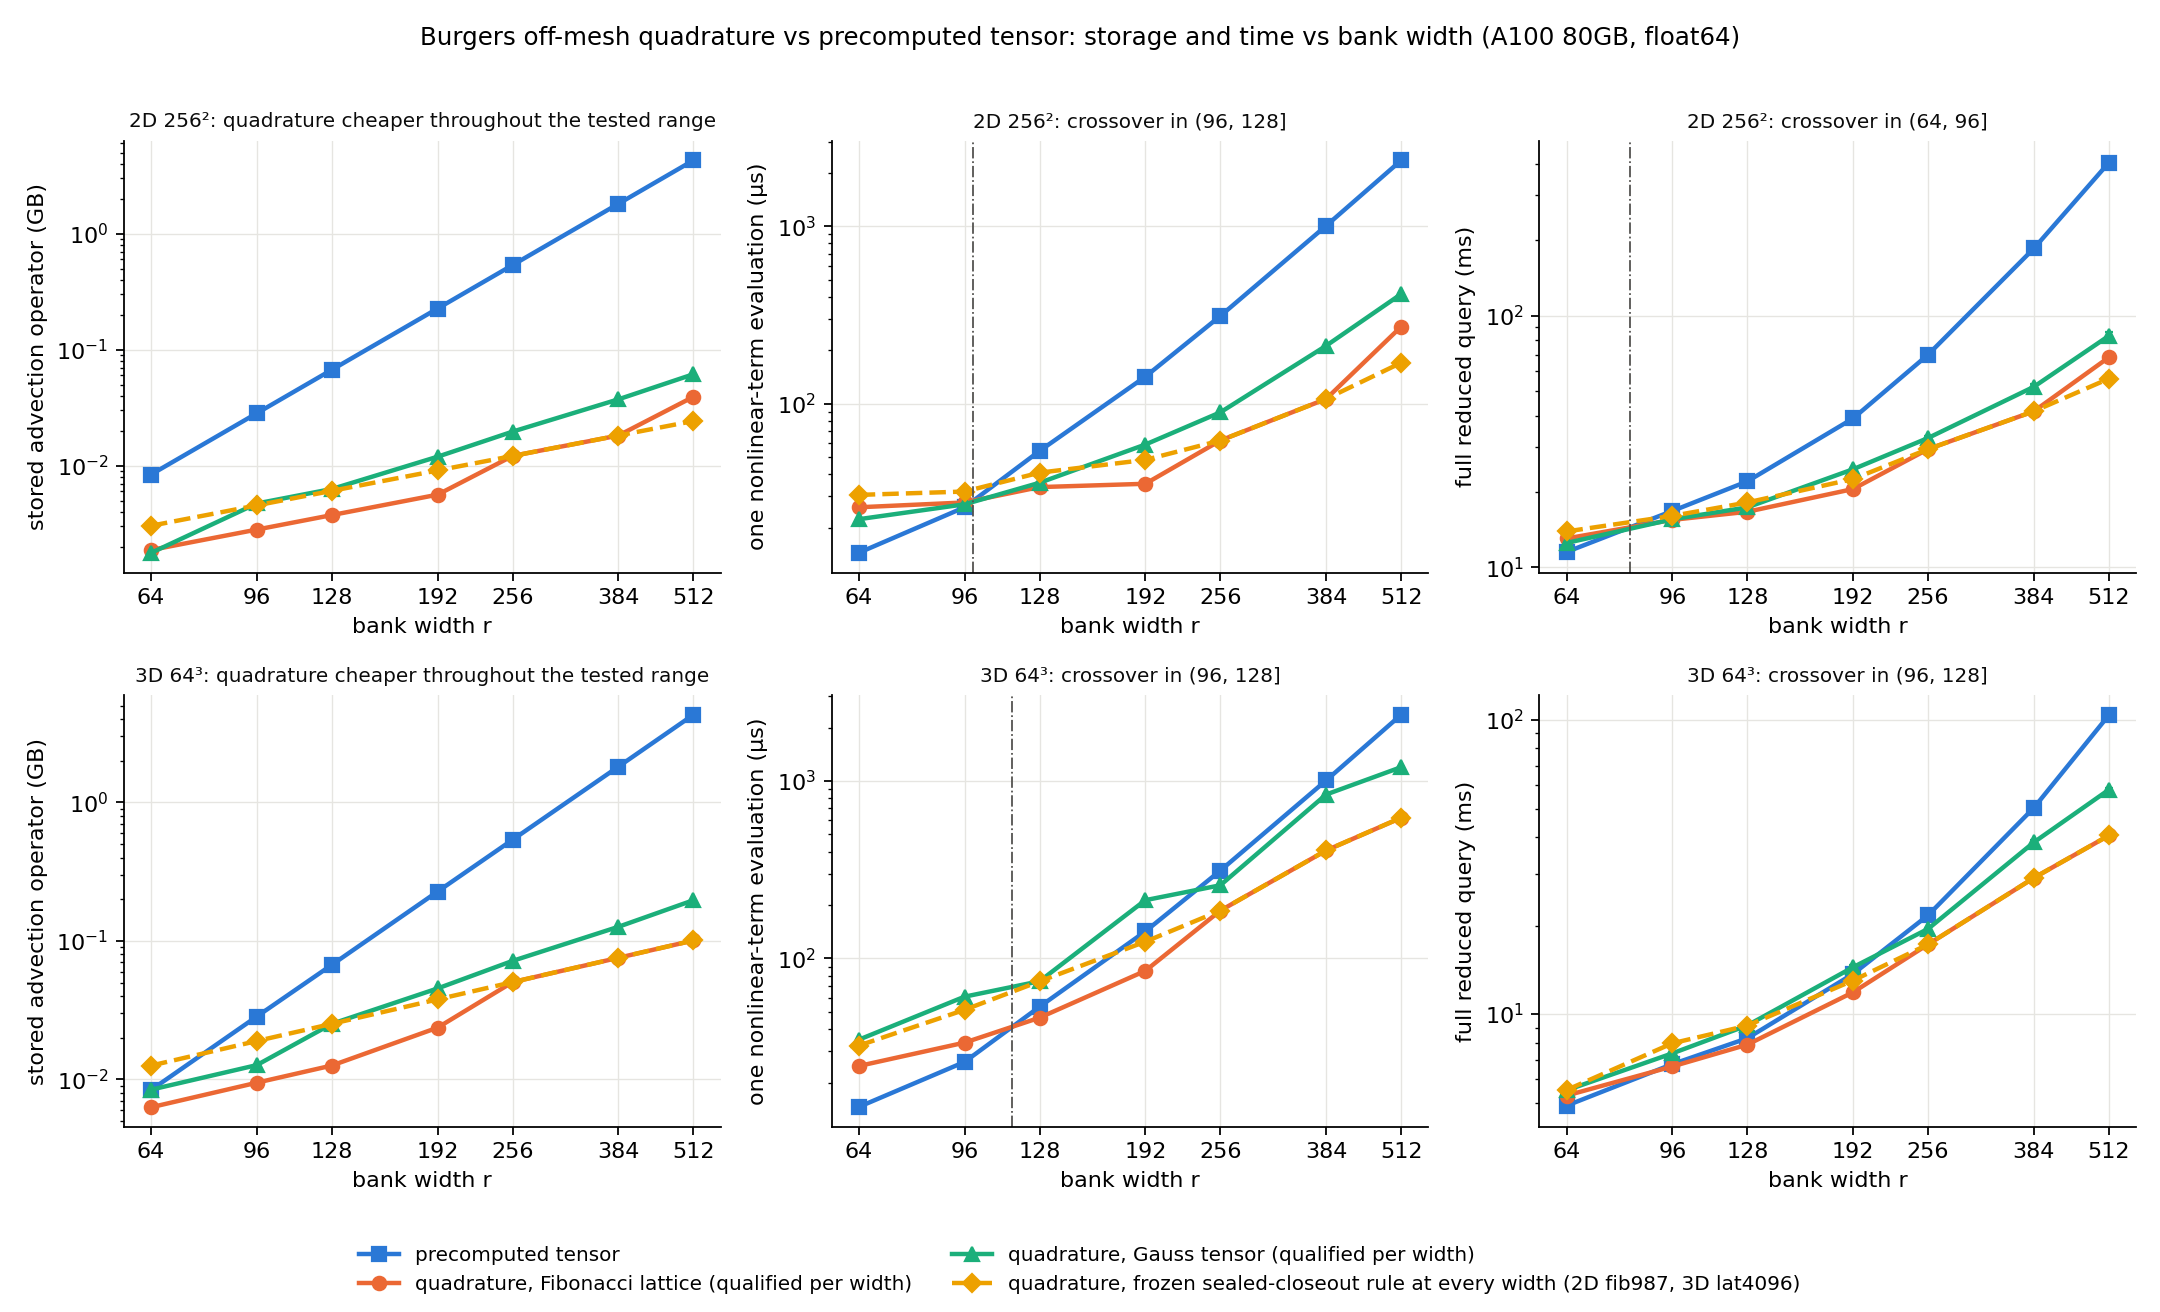 Burgers off-mesh quadrature vs precomputed tensor: storage and time vs bank width (A100 80GB, float64)
2D 256²: quadrature cheaper throughout the tested range
stored advection operator (GB)
10⁰
10⁻¹
10⁻²
64 96 128 192 256 384 512
bank width r
2D 256²: crossover in (96, 128]
one nonlinear-term evaluation (µs)
10³
10²
64 96 128 192 256 384 512
bank width r
2D 256²: crossover in (64, 96]
full reduced query (ms)
10²
10¹
64 96 128 192 256 384 512
bank width r
3D 64³: quadrature cheaper throughout the tested range
stored advection operator (GB)
10⁰
10⁻¹
10⁻²
64 96 128 192 256 384 512
bank width r
3D 64³: crossover in (96, 128]
one nonlinear-term evaluation (µs)
10³
10²
64 96 128 192 256 384 512
bank width r
3D 64³: crossover in (96, 128]
full reduced query (ms)
10²
10¹
64 96 128 192 256 384 512
bank width r
precomputed tensor
quadrature, Fibonacci lattice (qualified per width)
quadrature, Gauss tensor (qualified per width)
quadrature, frozen sealed-closeout rule at every width (2D fib987, 3D lat4096)